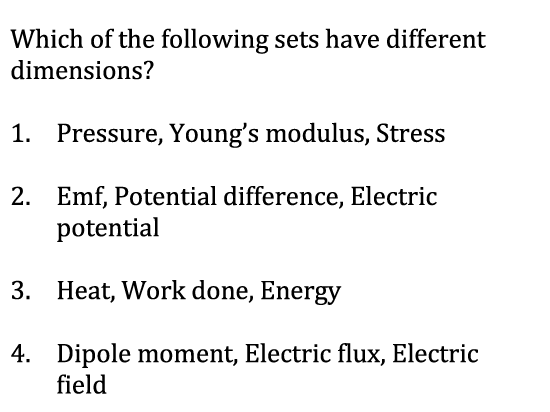 Which of the following sets have different
dimensions?
1. Pressure, Young’s modulus, Stress
2. Emf, Potential difference, Electric
potential
3. Heat, Work done, Energy
4. Dipole moment, Electric flux, Electric
field